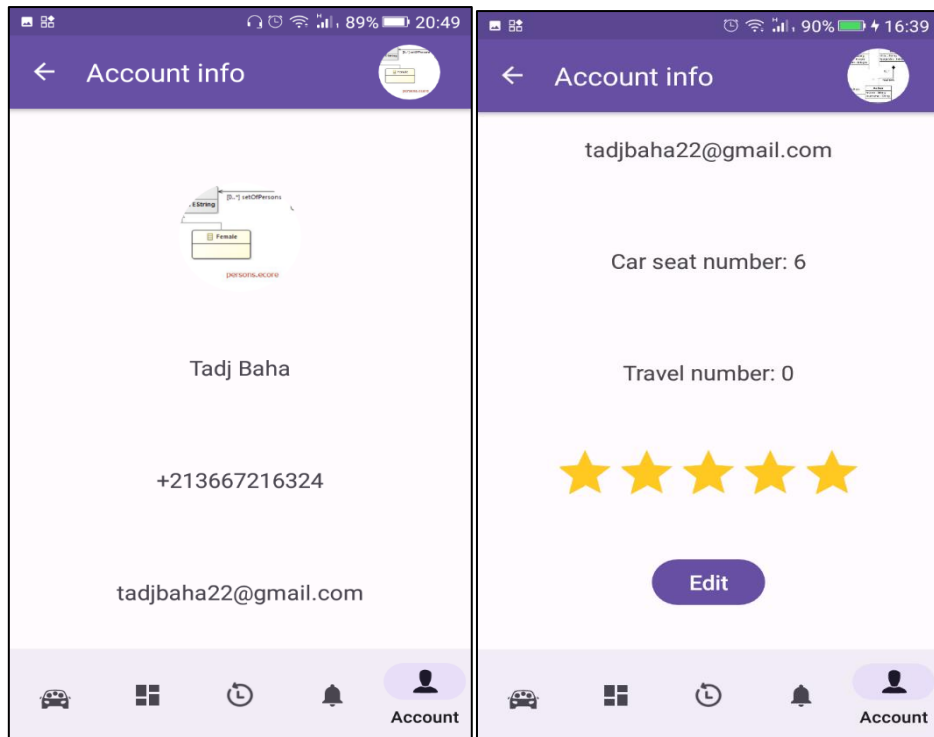 89% 20:49
Account info
EString
[0..*] setOfPersons
Female
persons.ecore
Tadj Baha
+213667216324
tadjbaha22@gmail.com
Account
90% 16:39
Account info
tadjbaha22@gmail.com
Car seat number: 6
Travel number: 0
Edit
Account